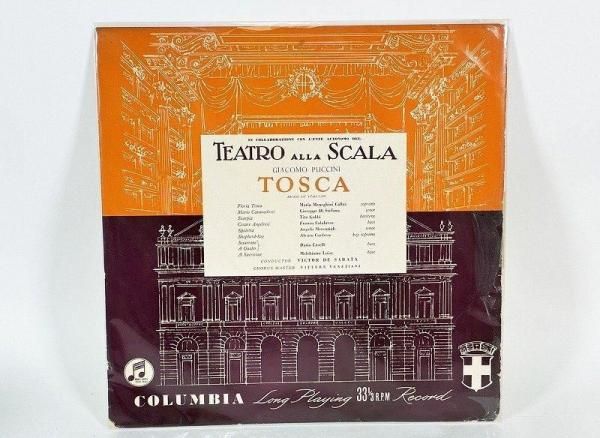 IN COLLABORAZIONE CON L'ENTE AUTONOMO DEL
TEATRO ALLA SCALA
GIACOMO PUCCINI
TOSCA
Floria Tosca Maria Meneghini Callas soprano
Mario Cavaradossi Giuseppe di Stefano tenor
Scarpia Tito Gobbi baritone
Cesare Angelotti Franco Calabrese bass
Spoletta Angelo Mercuriali tenor
Shepherd-boy Alvaro Cordova boy soprano
Sciarrone
A Gaoler Dario Caselli bass
A Sacristan Melchiorre Luise bass
CONDUCTOR VICTOR DE SABATA
CHORUS MASTER VITTORE VENEZIANI
COLUMBIA Long Playing 33⅓ R.P.M. Record